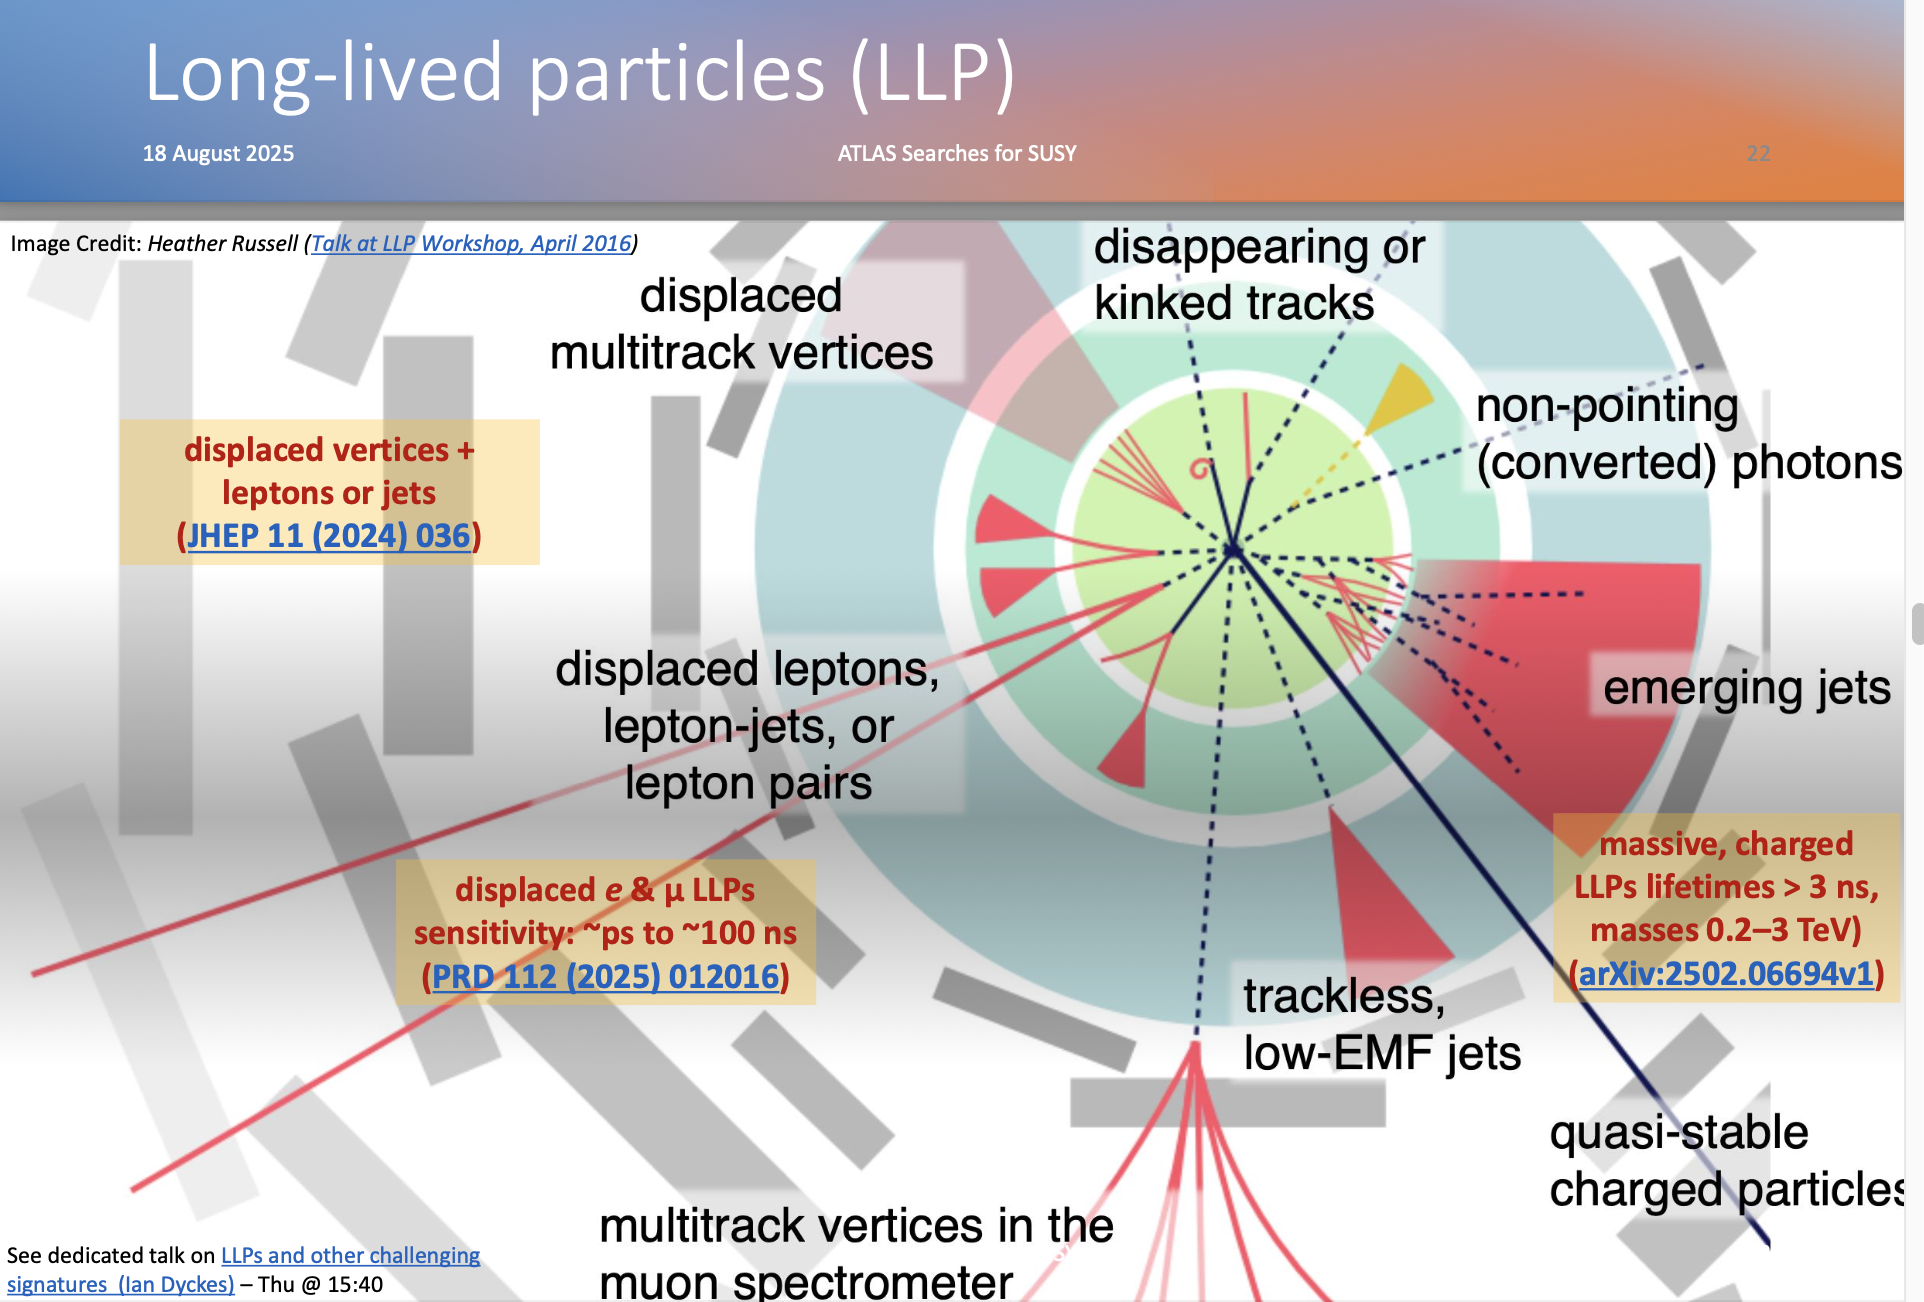 Long-lived particles (LLP)
18 August 2025
ATLAS Searches for SUSY
22
Image Credit: Heather Russell (Talk at LLP Workshop, April 2016)
disappearing or
kinked tracks
displaced
multitrack vertices
non-pointing
(converted) photons
displaced vertices +
leptons or jets
(JHEP 11 (2024) 036)
displaced leptons,
lepton-jets, or
lepton pairs
emerging jets
massive, charged
LLPs lifetimes > 3 ns,
masses 0.2–3 TeV)
(arXiv:2502.06694v1)
displaced e & μ LLPs
sensitivity: ~ps to ~100 ns
(PRD 112 (2025) 012016)
trackless,
low-EMF jets
quasi-stable
charged particles
multitrack vertices in the
muon spectrometer
See dedicated talk on LLPs and other challenging
signatures (Ian Dyckes) – Thu @ 15:40